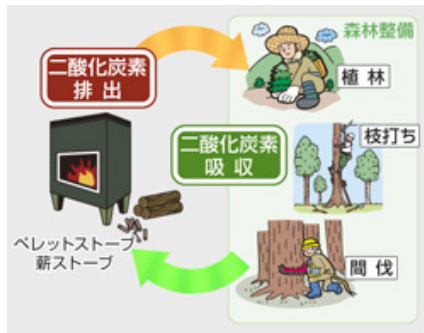 森林整備
二酸化炭素
排出
植林
枝打ち
二酸化炭素
吸収
ペレットストーブ
薪ストーブ
間伐